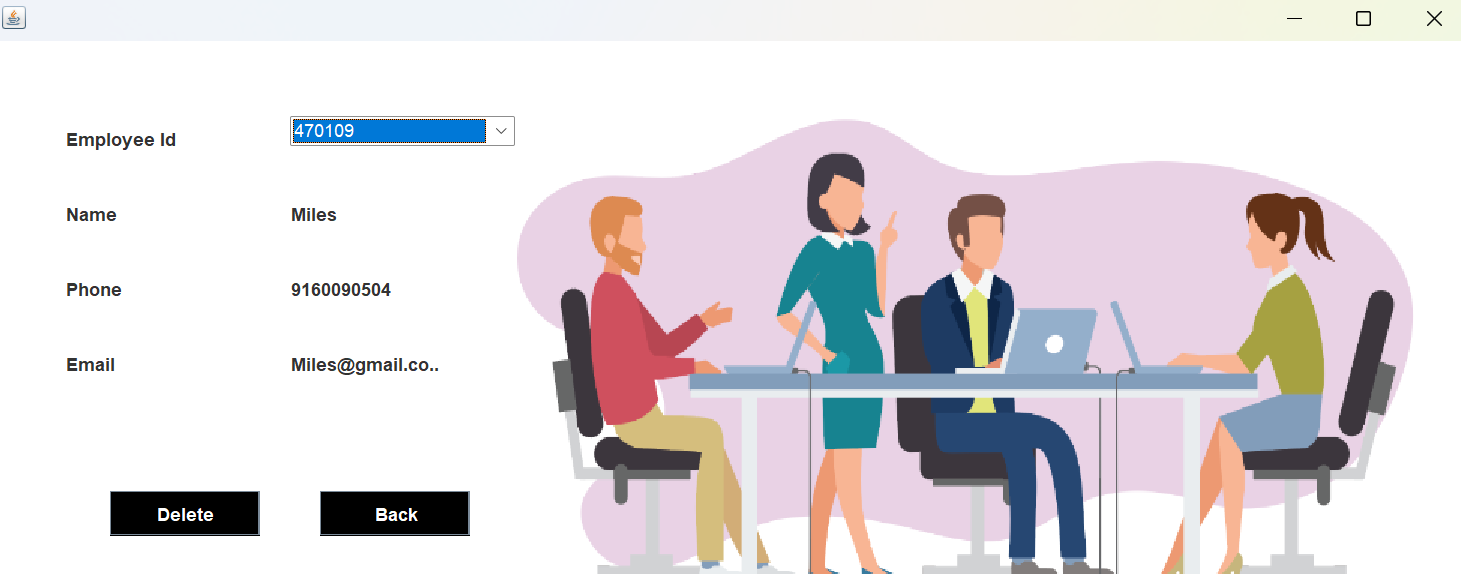 Employee Id 470109
Name Miles
Phone 9160090504
Email Miles@gmail.co..
Delete Back